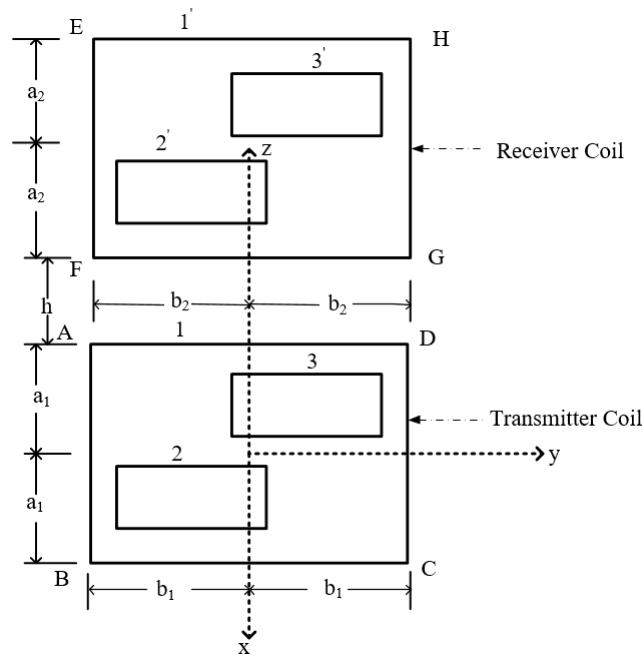 E 1' H
3'
a₂
2' z Receiver Coil
a₂
F G
b₂ b₂
h
A 1 D
3
a₁ Transmitter Coil
2 y
a₁
B C
b₁ b₁
x